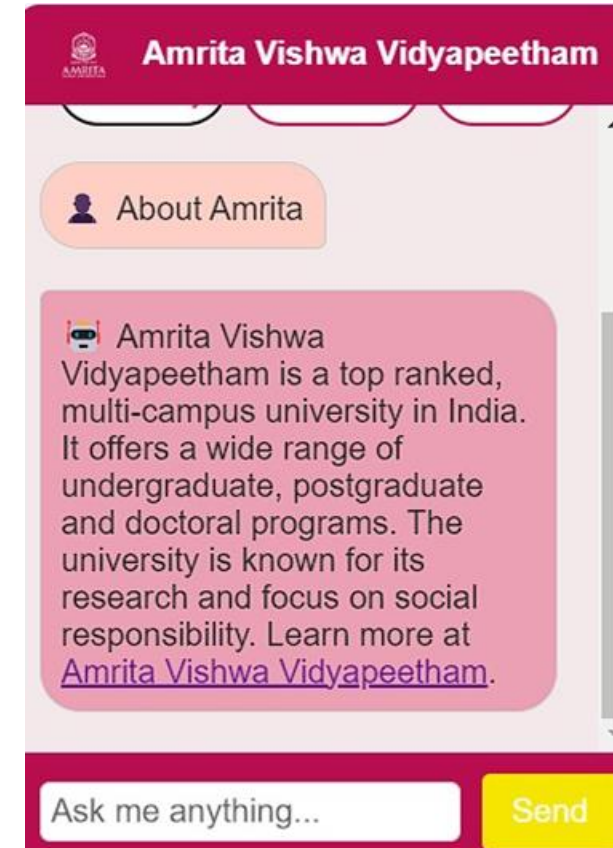 AMRITA
Amrita Vishwa Vidyapeetham
About Amrita
Amrita Vishwa
Vidyapeetham is a top ranked,
multi-campus university in India.
It offers a wide range of
undergraduate, postgraduate
and doctoral programs. The
university is known for its
research and focus on social
responsibility. Learn more at
Amrita Vishwa Vidyapeetham.
Ask me anything...
Send